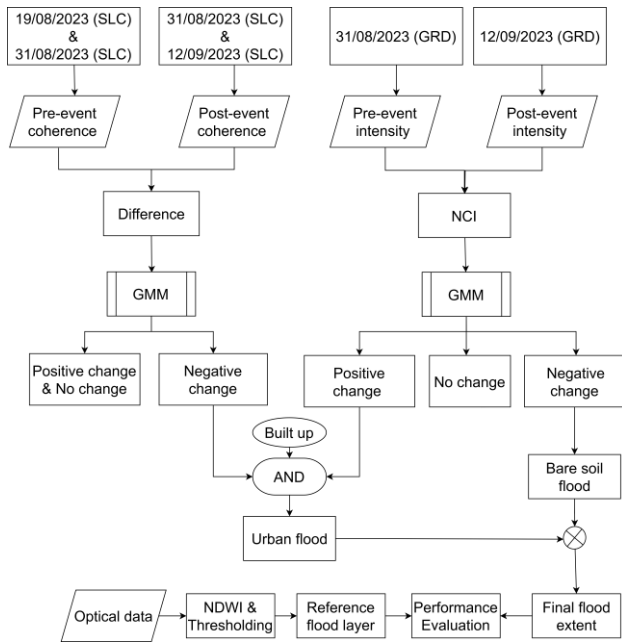 19/08/2023 (SLC)
&
31/08/2023 (SLC)
31/08/2023 (SLC)
&
12/09/2023 (SLC)
31/08/2023 (GRD)
12/09/2023 (GRD)
Pre-event
coherence
Post-event
coherence
Pre-event
intensity
Post-event
intensity
Difference
NCI
GMM
GMM
Positive change
& No change
Negative
change
Positive
change
No change
Negative
change
Built up
AND
Bare soil
flood
Urban flood
Optical data
NDWI &
Thresholding
Reference
flood layer
Performance
Evaluation
Final flood
extent